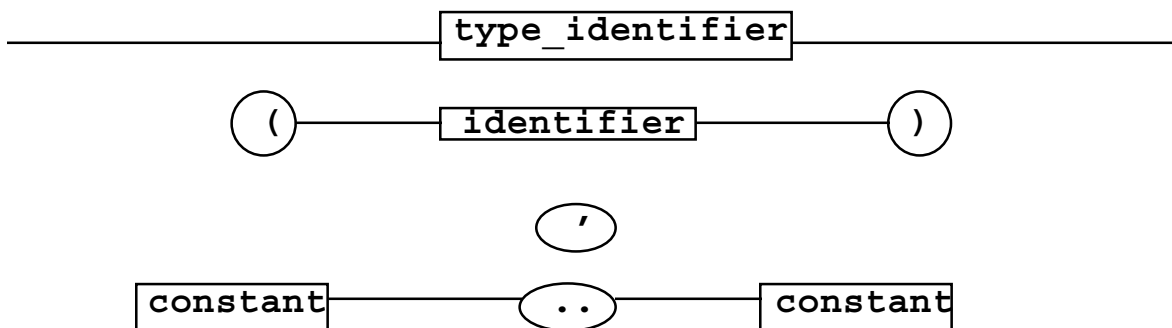 type_identifier
( identifier )
,
constant .. constant